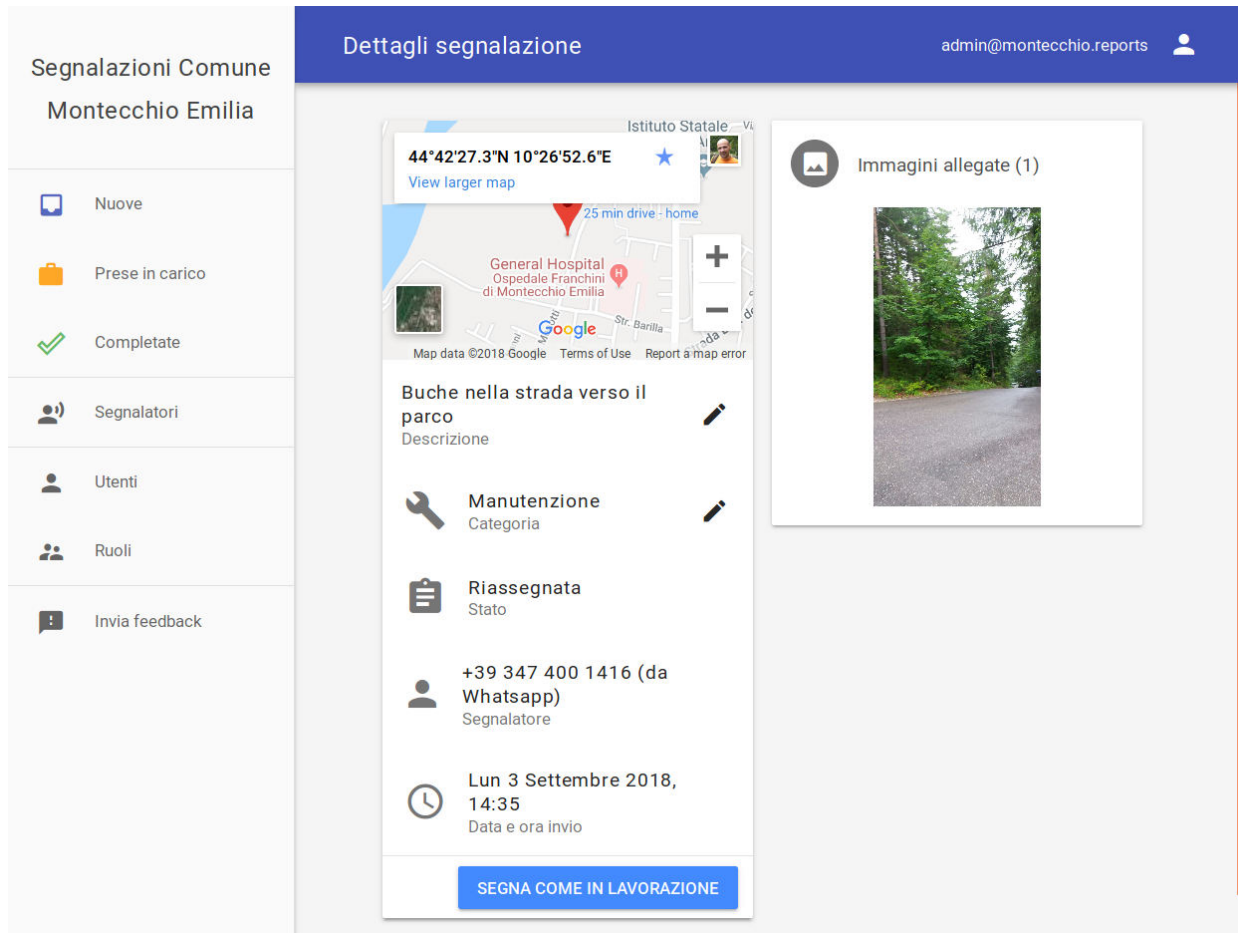 Segnalazioni Comune
Montecchio Emilia
Nuove
Prese in carico
Completate
Segnalatori
Utenti
Ruoli
Invia feedback
Dettagli segnalazione
admin@montecchio.reports
Istituto Statale
44°42'27.3"N 10°26'52.6"E
View larger map
25 min drive - home
General Hospital
Ospedale Franchini
di Montecchio Emilia
H
Str. Barilla
Google
Map data ©2018 Google
Terms of Use
Report a map error
Buche nella strada verso il
parco
Descrizione
Manutenzione
Categoria
Riassegnata
Stato
+39 347 400 1416 (da
Whatsapp)
Segnalatore
Lun 3 Settembre 2018,
14:35
Data e ora invio
SEGNA COME IN LAVORAZIONE
Immagini allegate (1)